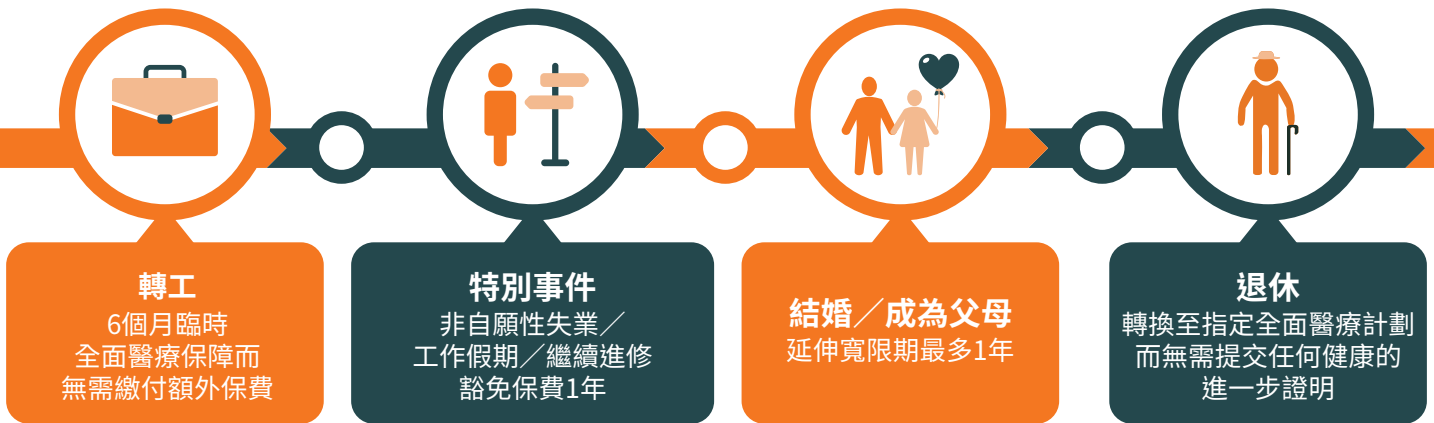 轉工
6個月臨時
全面醫療保障而
無需繳付額外保費
特別事件
非自願性失業／
工作假期／繼續進修
豁免保費1年
結婚／成為父母
延伸寬限期最多1年
退休
轉換至指定全面醫療計劃
而無需提交任何健康的
進一步證明